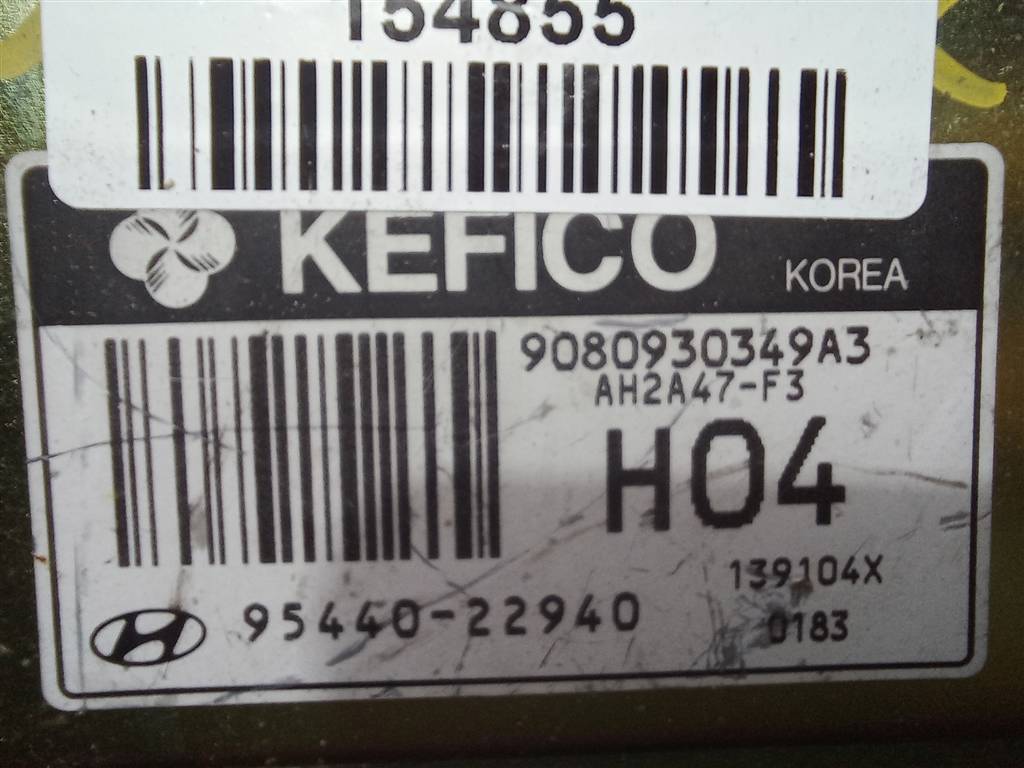 154855
KEFICO
KOREA
9080930349A3
AH2A47-F3
H04
139104X
95440-22940
0183